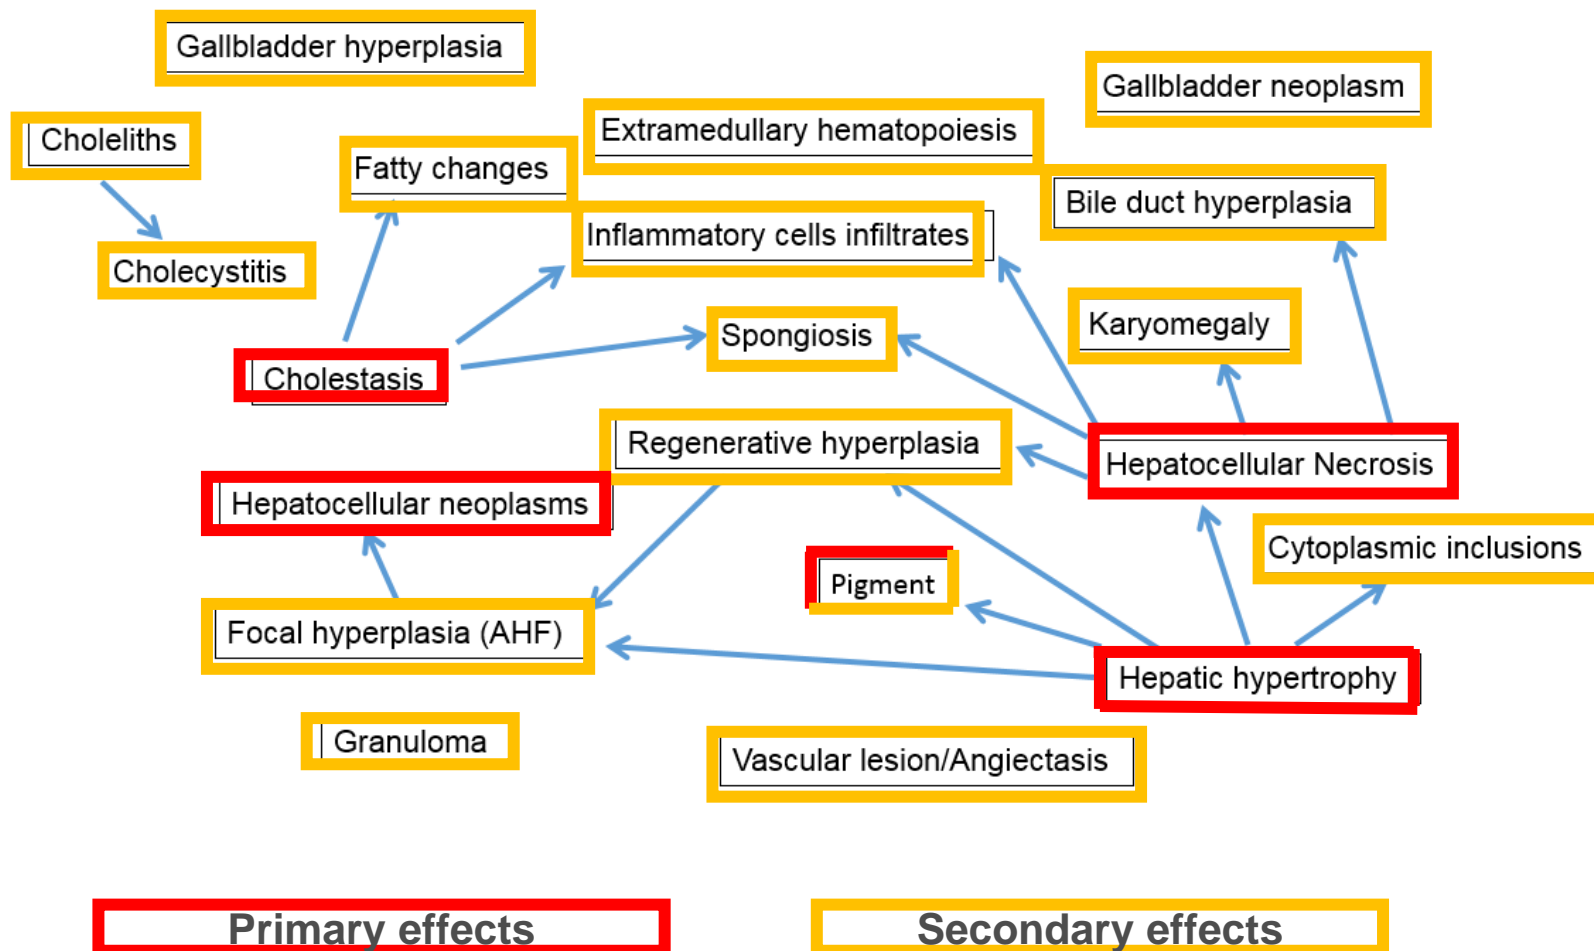 Gallbladder hyperplasia
Gallbladder neoplasm
Extramedullary hematopoiesis
Choleliths
Fatty changes
Bile duct hyperplasia
Inflammatory cells infiltrates
Cholecystitis
Karyomegaly
Spongiosis
Cholestasis
Regenerative hyperplasia
Hepatocellular Necrosis
Hepatocellular neoplasms
Cytoplasmic inclusions
Pigment
Focal hyperplasia (AHF)
Hepatic hypertrophy
Granuloma
Vascular lesion/Angiectasis
Primary effects
Secondary effects